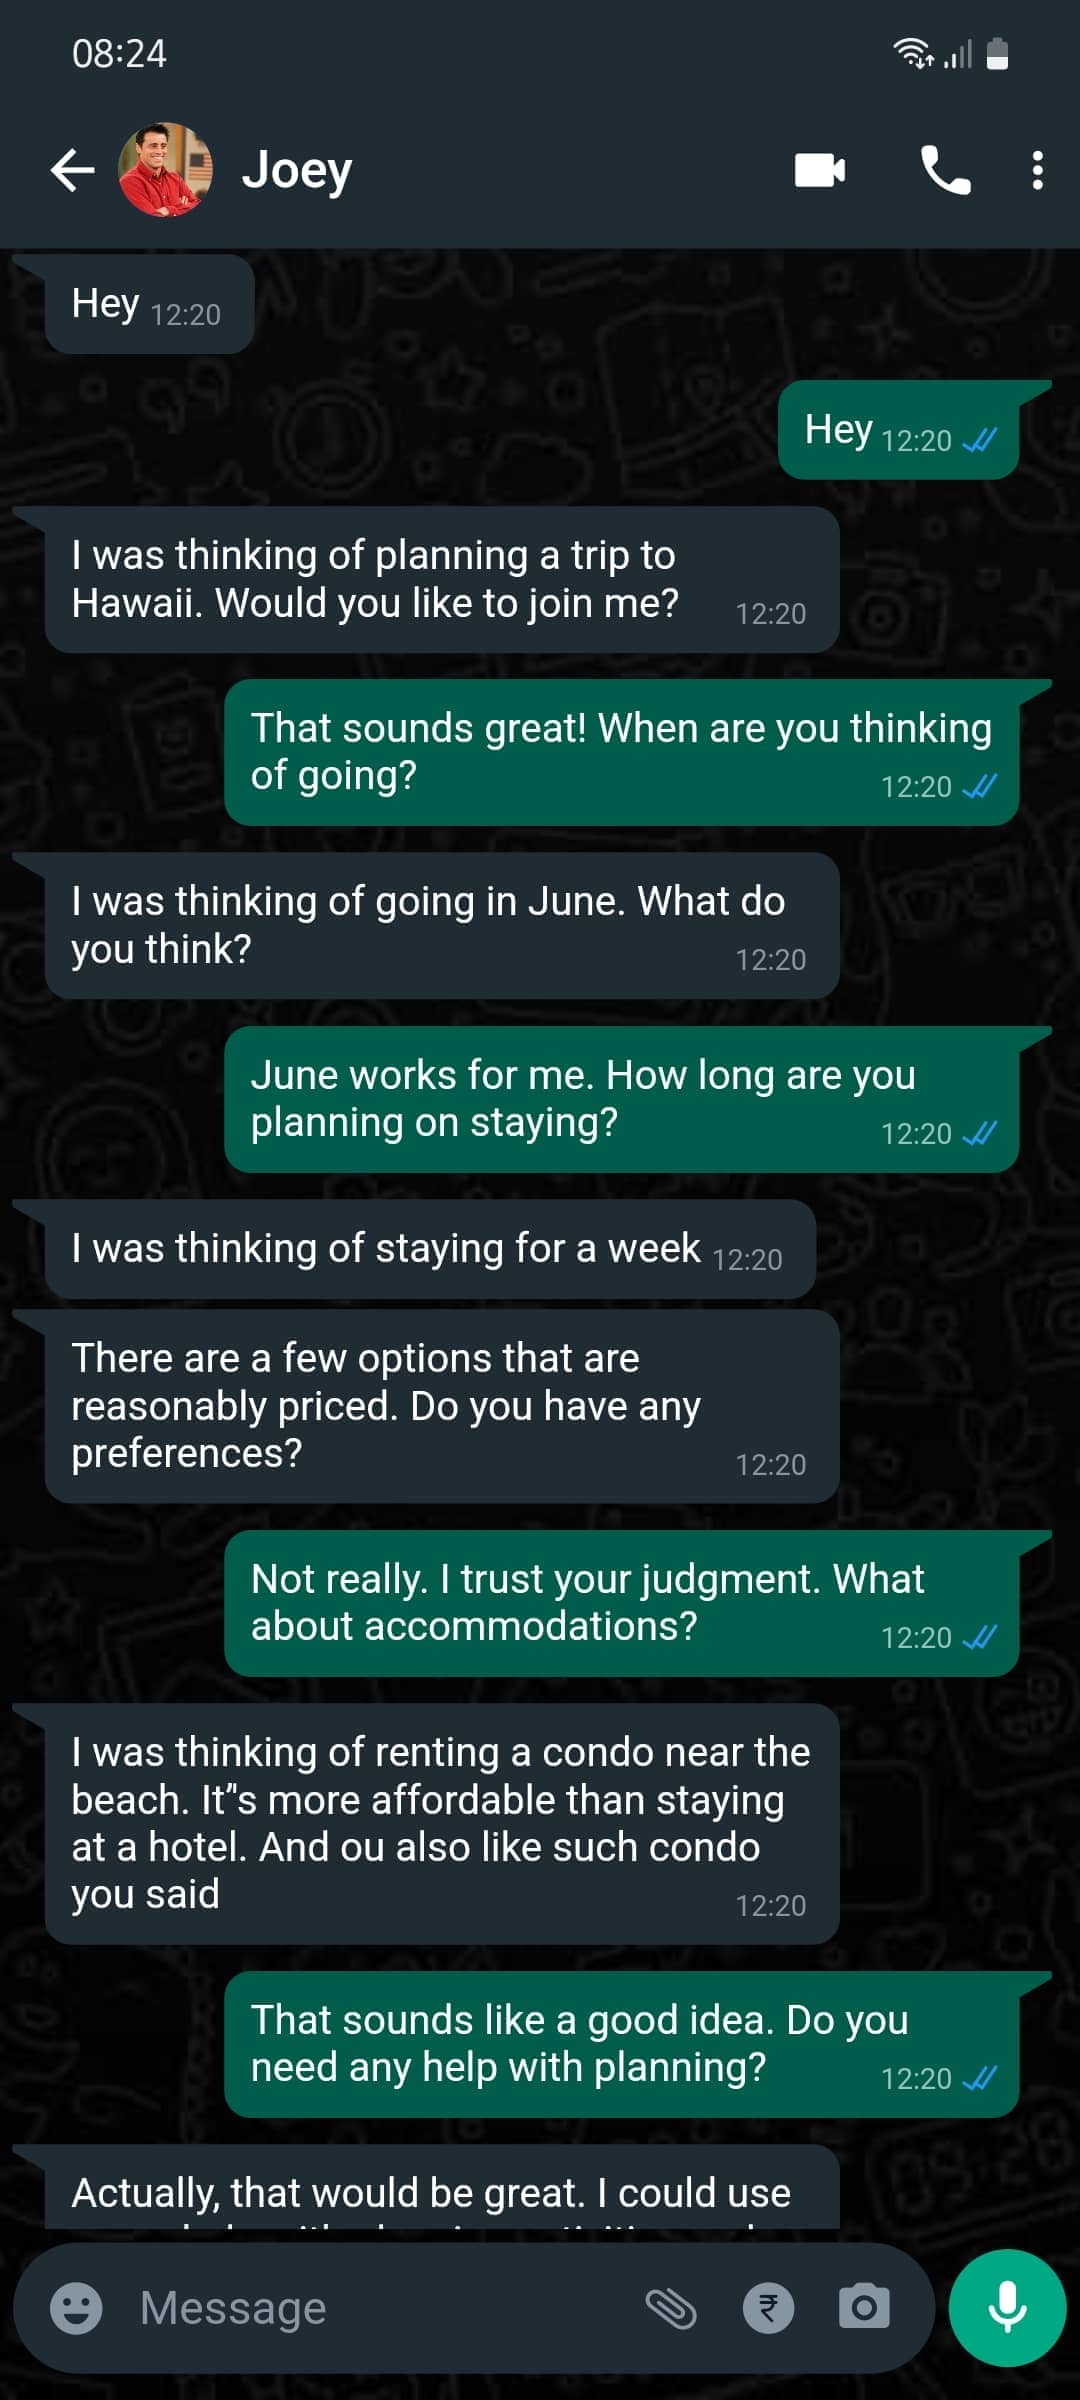 08:24
Joey
Hey 12:20
Hey 12:20
I was thinking of planning a trip to
Hawaii. Would you like to join me? 12:20
That sounds great! When are you thinking
of going? 12:20
I was thinking of going in June. What do
you think? 12:20
June works for me. How long are you
planning on staying? 12:20
I was thinking of staying for a week 12:20
There are a few options that are
reasonably priced. Do you have any
preferences? 12:20
Not really. I trust your judgment. What
about accommodations? 12:20
I was thinking of renting a condo near the
beach. It"s more affordable than staying
at a hotel. And ou also like such condo
you said 12:20
That sounds like a good idea. Do you
need any help with planning? 12:20
Actually, that would be great. I could use
Message